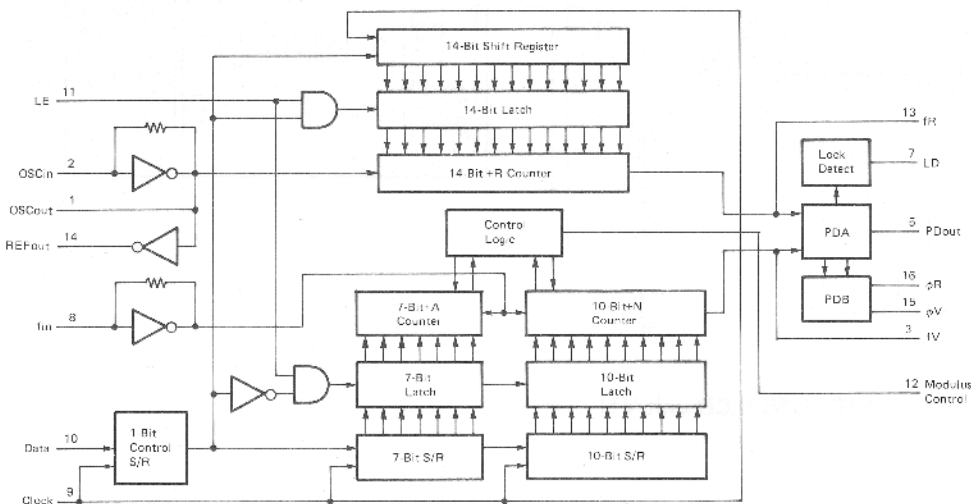 14-Bit Shift Register
11
LE
14-Bit Latch
13
fR
2
OSCin
14-Bit ÷R Counter
Lock
Detect
7
LD
1
OSCout
Control
Logic
PDA
5
PDout
14
REFout
PDB
16
φR
15
φV
7-Bit÷A
Counter
10-Bit÷N
Counter
8
fin
3
fV
7-Bit
Latch
10-Bit
Latch
12 Modulus
Control
Data
10
1 Bit
Control
S/R
7-Bit S/R
10-Bit S/R
9
Clock